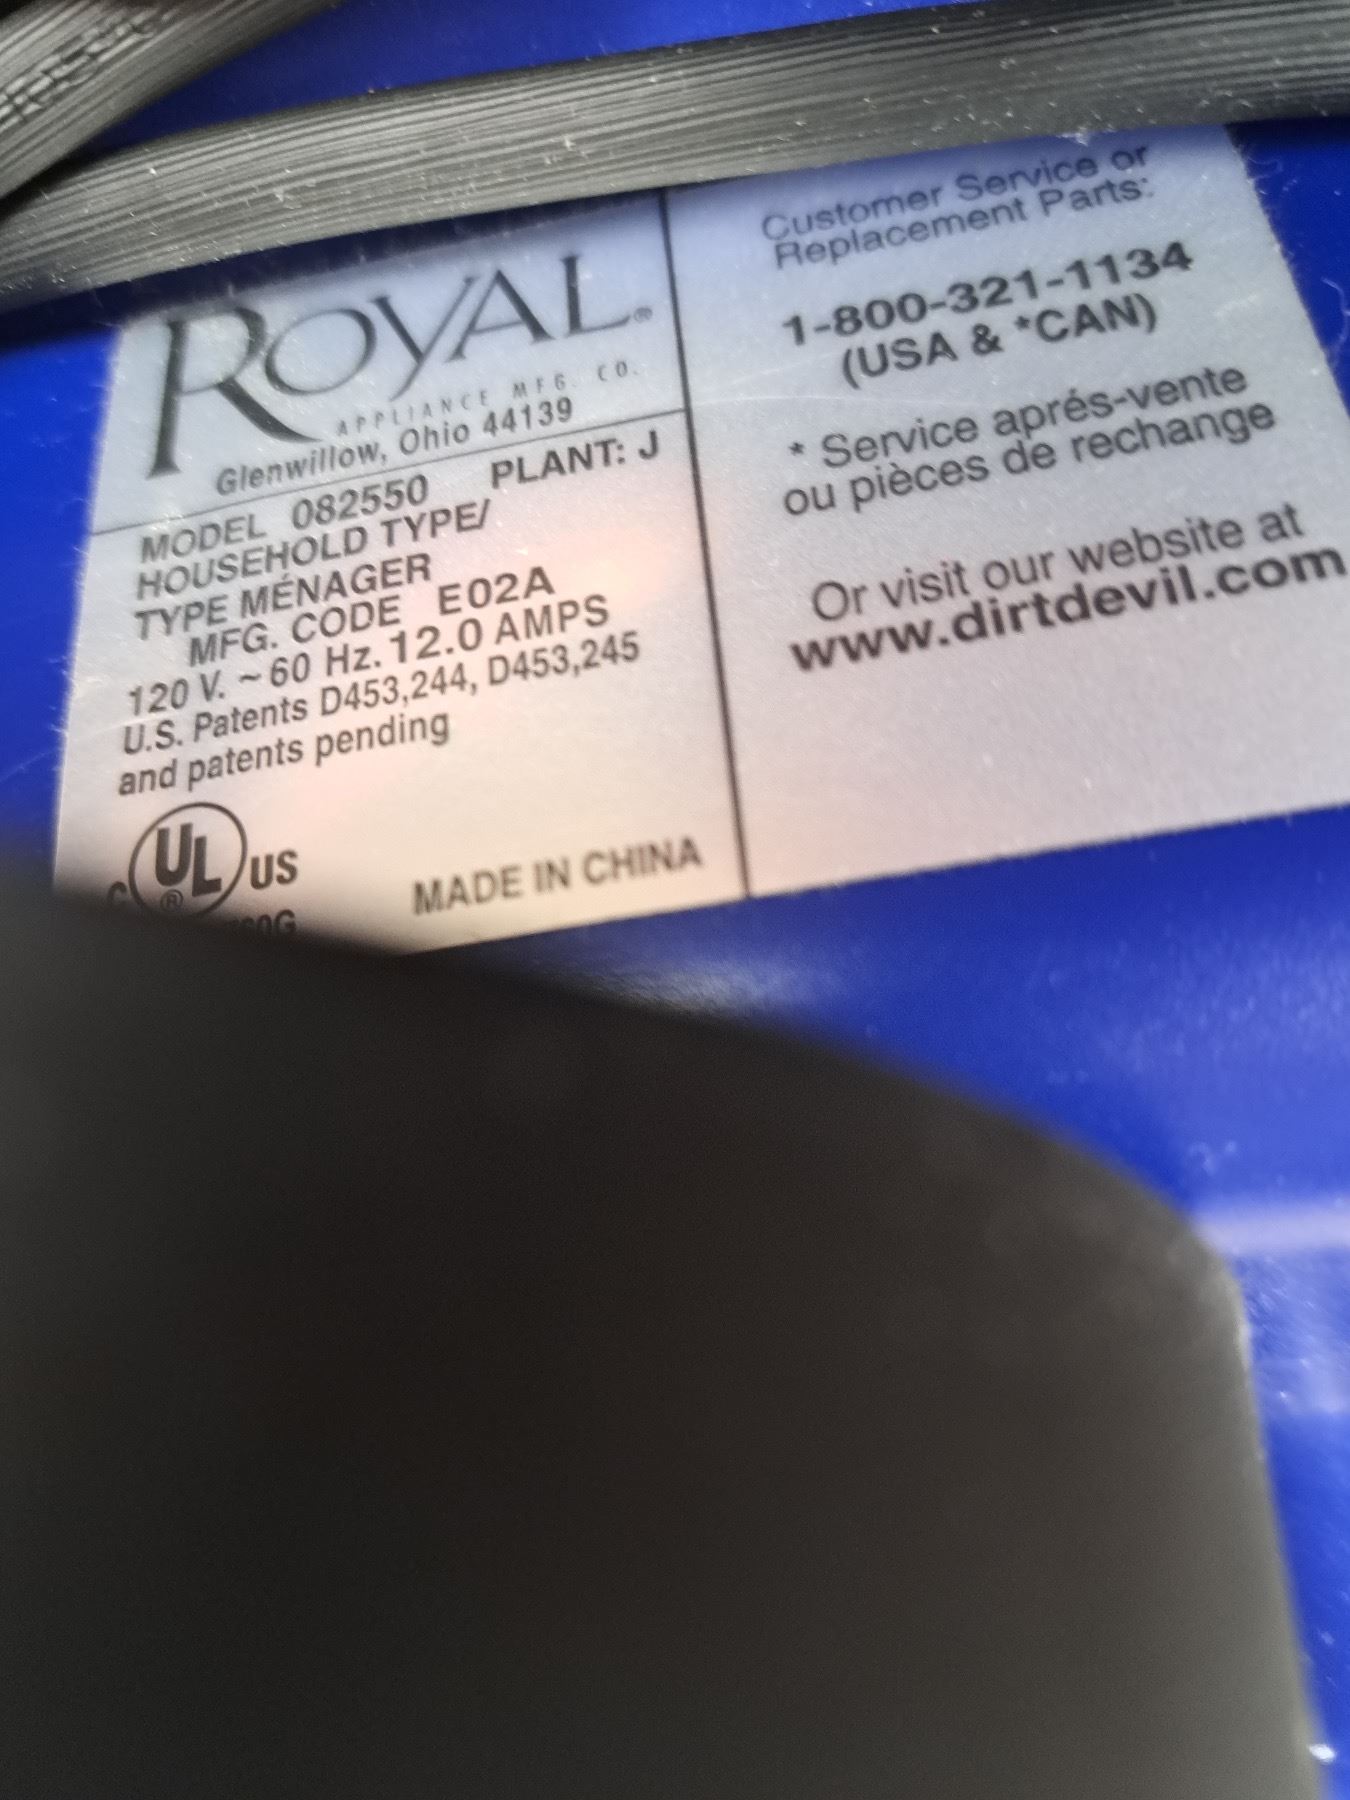 ROYAL®
APPLIANCE MFG. CO.
Glenwillow, Ohio 44139
MODEL 082550 PLANT: J
HOUSEHOLD TYPE/
TYPE MÉNAGER
MFG. CODE E02A
120 V. ~ 60 Hz. 12.0 AMPS
U.S. Patents D453,244, D453,245
and patents pending
C UL® US
MADE IN CHINA
Customer Service or
Replacement Parts:
1-800-321-1134
(USA & *CAN)
* Service aprés-vente
ou pièces de rechange
Or visit our website at
www.dirtdevil.com